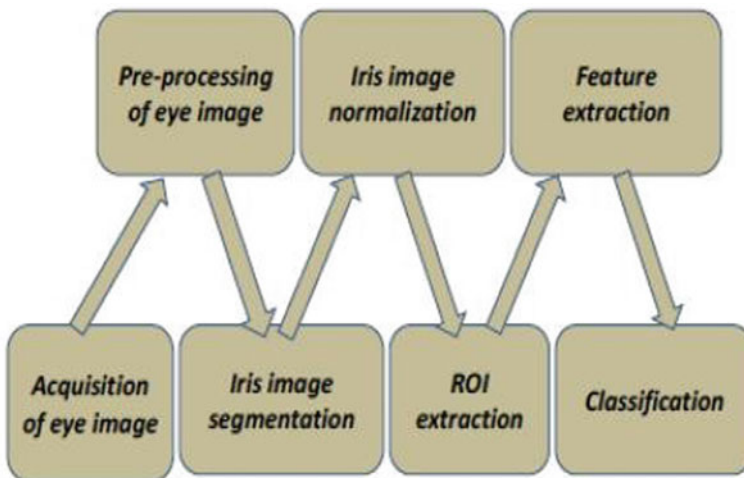 Pre-processing
of eye image
Iris image
normalization
Feature
extraction
Acquisition
of eye image
Iris image
segmentation
ROI
extraction
Classification